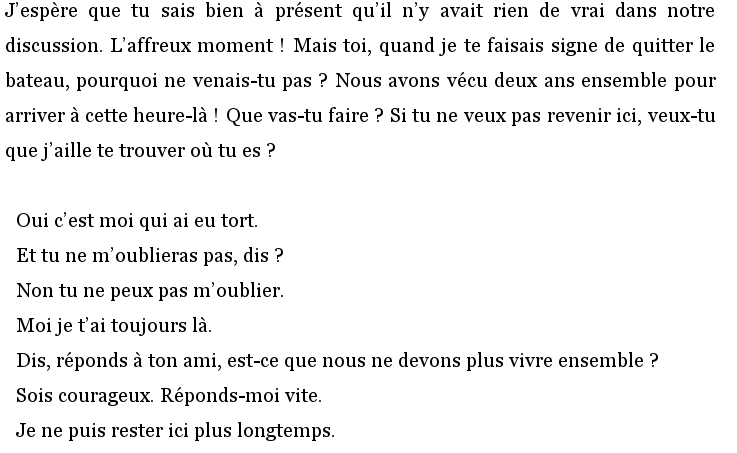 J’espère que tu sais bien à présent qu’il n’y avait rien de vrai dans notre
discussion. L’affreux moment ! Mais toi, quand je te faisais signe de quitter le
bateau, pourquoi ne venais-tu pas ? Nous avons vécu deux ans ensemble pour
arriver à cette heure-là ! Que vas-tu faire ? Si tu ne veux pas revenir ici, veux-tu
que j’aille te trouver où tu es ?
Oui c’est moi qui ai eu tort.
Et tu ne m’oublieras pas, dis ?
Non tu ne peux pas m’oublier.
Moi je t’ai toujours là.
Dis, réponds à ton ami, est-ce que nous ne devons plus vivre ensemble ?
Sois courageux. Réponds-moi vite.
Je ne puis rester ici plus longtemps.